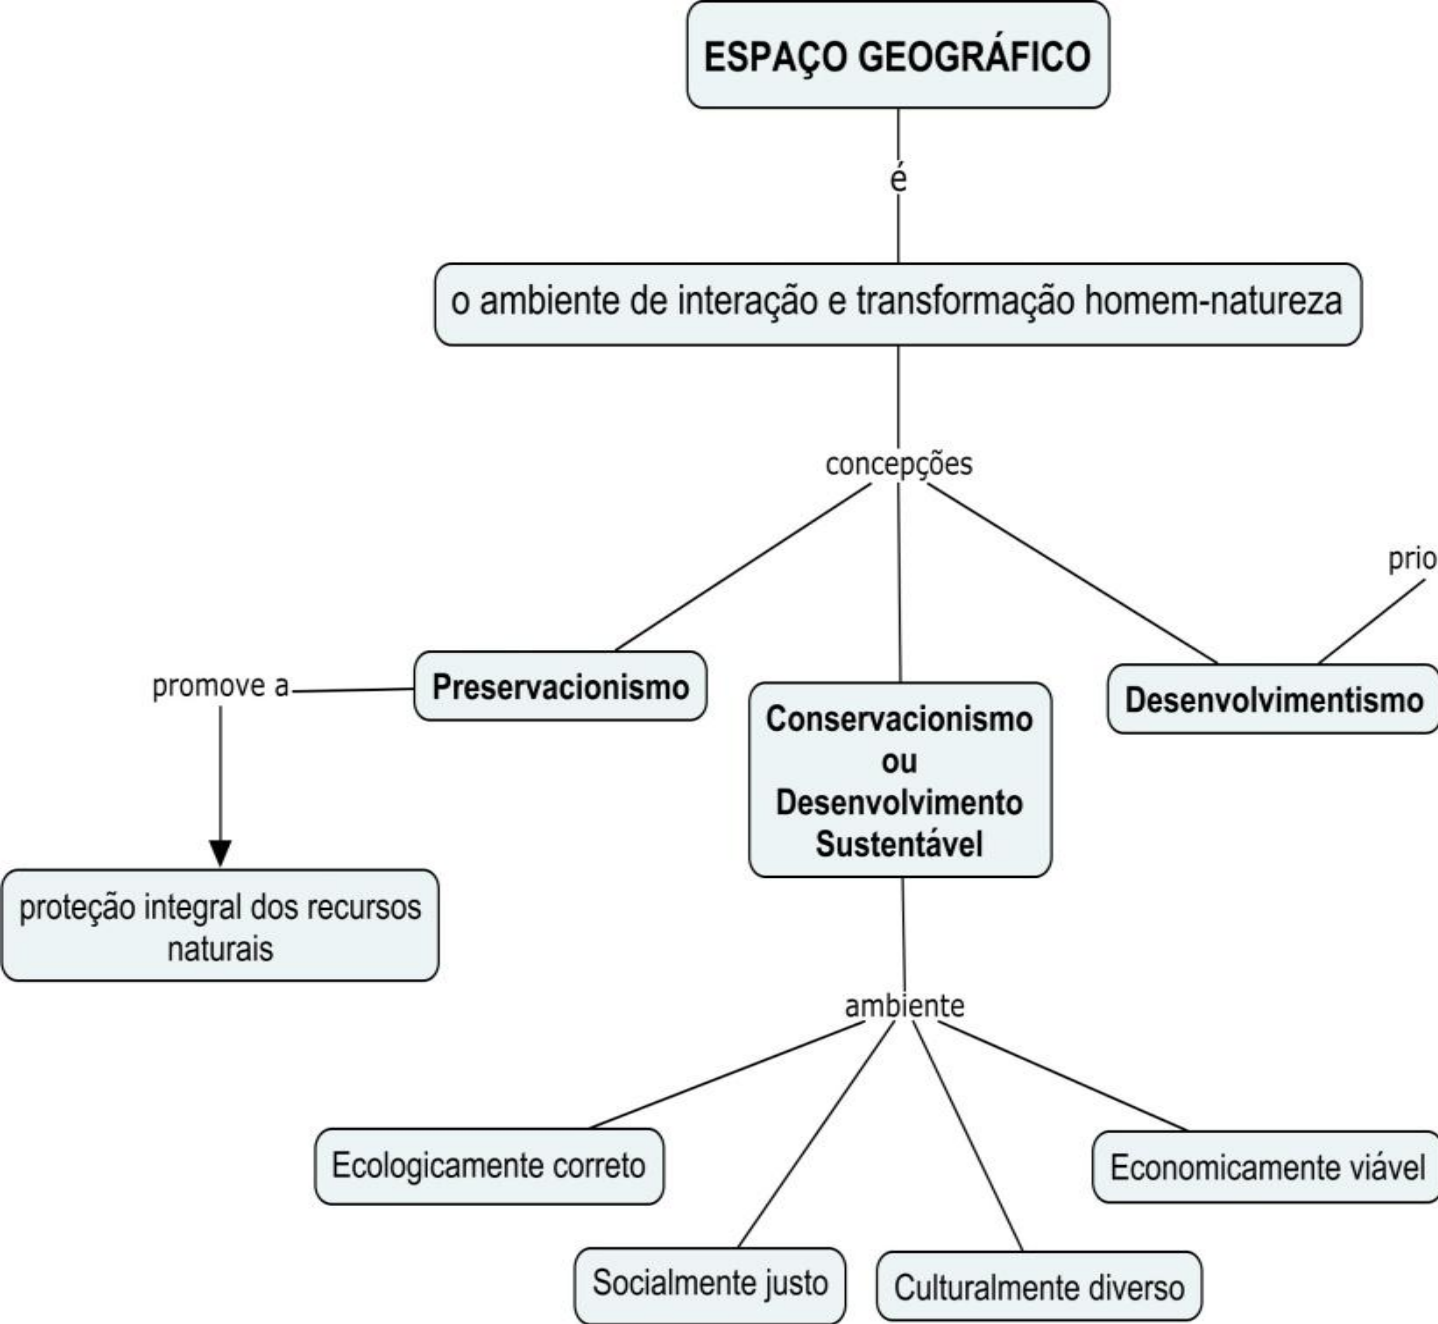 ESPAÇO GEOGRÁFICO
é
o ambiente de interação e transformação homem-natureza
concepções
prio
promove a
Preservacionismo
Conservacionismo
ou
Desenvolvimento
Sustentável
Desenvolvimentismo
proteção integral dos recursos
naturais
ambiente
Ecologicamente correto
Economicamente viável
Socialmente justo
Culturalmente diverso